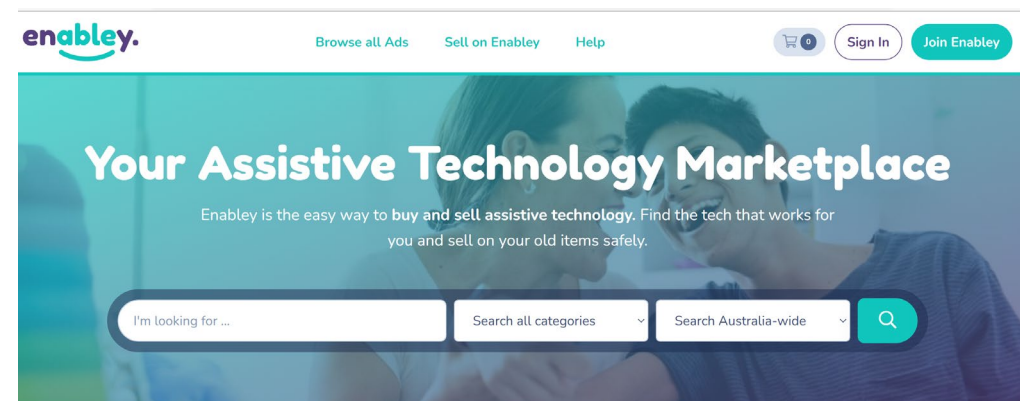 enabley.
Browse all Ads
Sell on Enabley
Help
0
Sign In
Join Enabley
Your Assistive Technology Marketplace
Enabley is the easy way to buy and sell assistive technology. Find the tech that works for
you and sell on your old items safely.
I'm looking for ...
Search all categories
Search Australia-wide